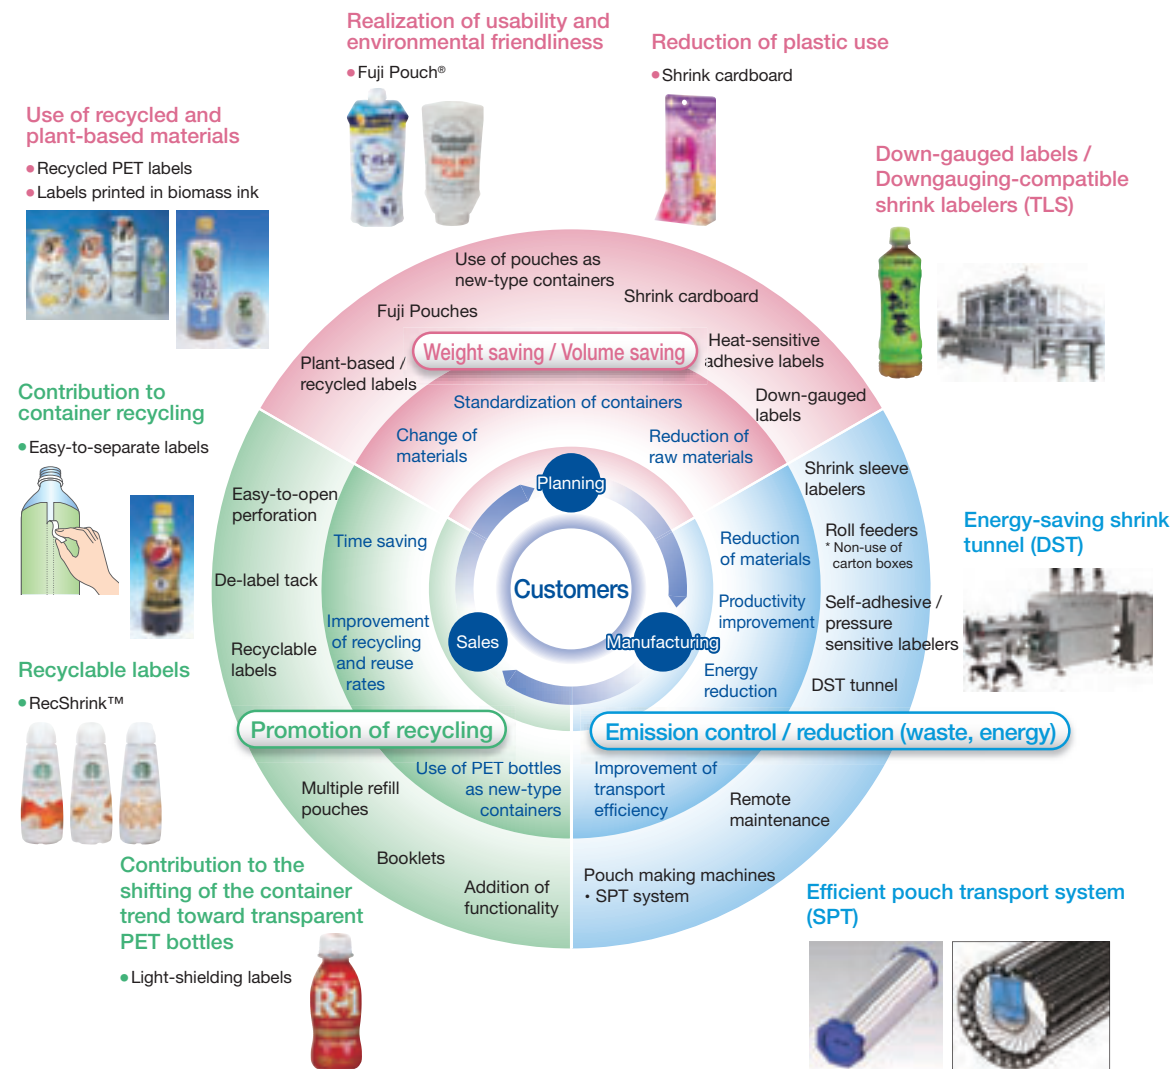 Realization of usability and
environmental friendliness
• Fuji Pouch®
Reduction of plastic use
• Shrink cardboard
Use of recycled and
plant-based materials
• Recycled PET labels
• Labels printed in biomass ink
Down-gauged labels /
Downgauging-compatible
shrink labelers (TLS)
Contribution to
container recycling
• Easy-to-separate labels
Energy-saving shrink
tunnel (DST)
Recyclable labels
• RecShrink™
Contribution to the
shifting of the container
trend toward transparent
PET bottles
• Light-shielding labels
R-1
Efficient pouch transport system
(SPT)
Use of pouches as
new-type containers
Shrink cardboard
Fuji Pouches
Weight saving / Volume saving
Heat-sensitive
adhesive labels
Plant-based /
recycled labels
Down-gauged
labels
Standardization of containers
Change of
materials
Reduction of
raw materials
Planning
Customers
Sales
Manufacturing
Easy-to-open
perforation
De-label tack
Recyclable
labels
Time saving
Improvement
of recycling
and reuse
rates
Promotion of recycling
Use of PET bottles
as new-type
containers
Multiple refill
pouches
Booklets
Addition of
functionality
Shrink sleeve
labelers
Roll feeders
* Non-use of
carton boxes
Self-adhesive /
pressure
sensitive labelers
DST tunnel
Reduction
of materials
Productivity
improvement
Energy
reduction
Emission control / reduction (waste, energy)
Improvement of
transport
efficiency
Remote
maintenance
Pouch making machines
・SPT system